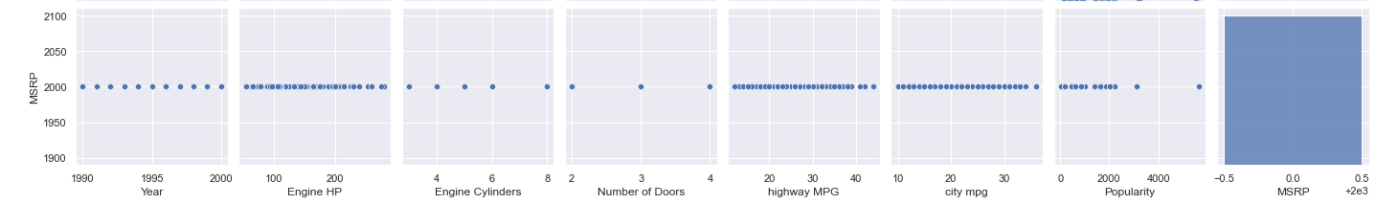 2100
2050
2000
1950
1900
MSRP
1990 1995 2000
Year
100 200
Engine HP
4 6 8
Engine Cylinders
2 3 4
Number of Doors
20 30 40
highway MPG
10 20 30
city mpg
0 2000 4000
Popularity
−0.5 0.0 0.5
MSRP
+2e3